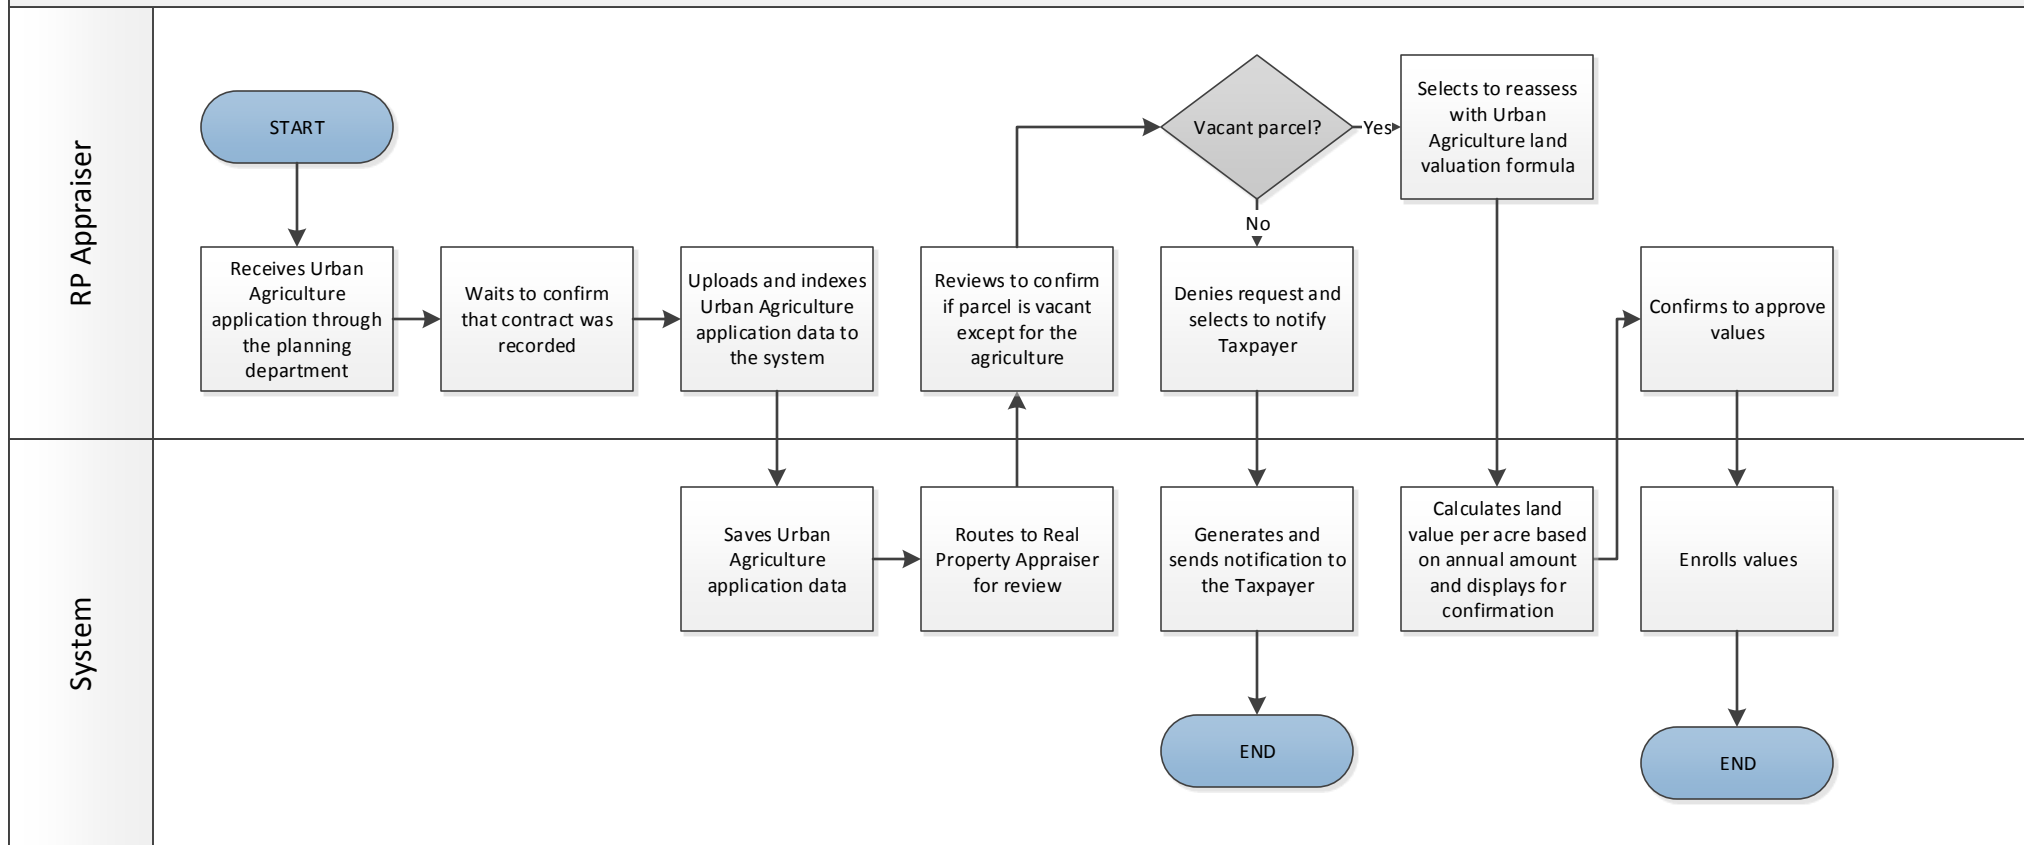 RP Appraiser
START
Receives Urban
Agriculture
application through
the planning
department
Waits to confirm
that contract was
recorded
Uploads and indexes
Urban Agriculture
application data to
the system
Reviews to confirm
if parcel is vacant
except for the
agriculture
Vacant parcel?
Yes
No
Selects to reassess
with Urban
Agriculture land
valuation formula
Denies request and
selects to notify
Taxpayer
Confirms to approve
values
System
Saves Urban
Agriculture
application data
Routes to Real
Property Appraiser
for review
Generates and
sends notification to
the Taxpayer
Calculates land
value per acre based
on annual amount
and displays for
confirmation
Enrolls values
END
END